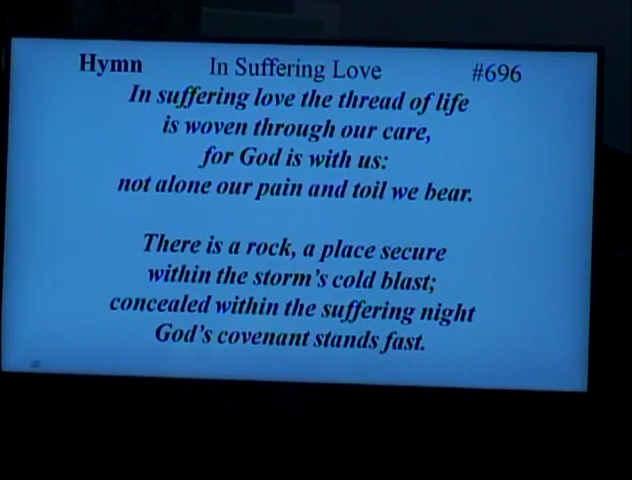 Hymn In Suffering Love #696
In suffering love the thread of life
is woven through our care,
for God is with us:
not alone our pain and toil we bear.
There is a rock, a place secure
within the storm's cold blast;
concealed within the suffering night
God's covenant stands fast.